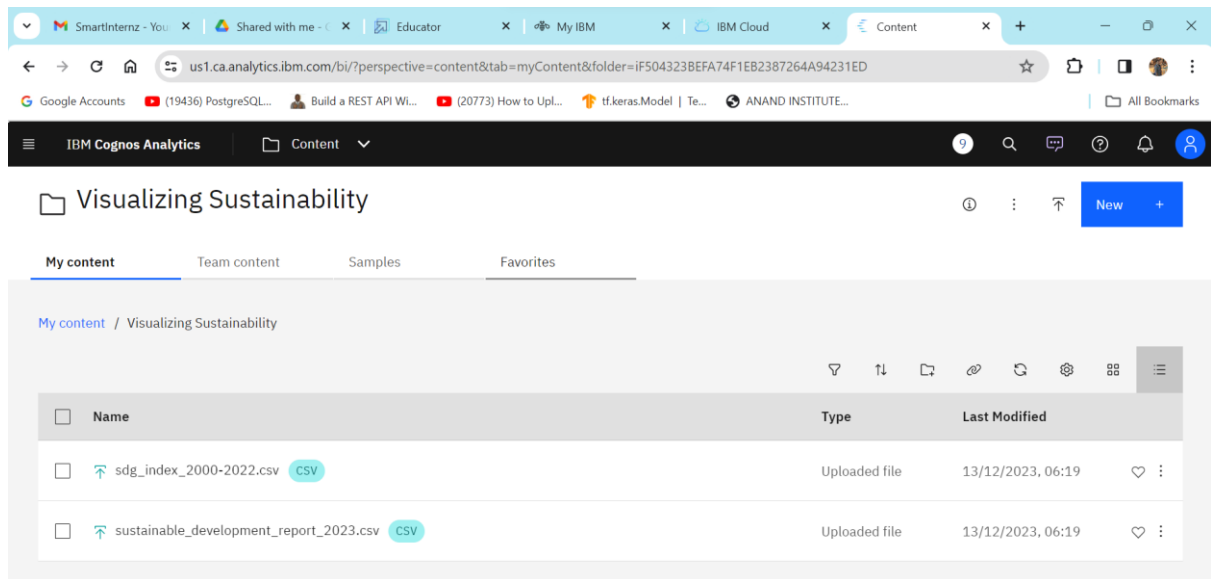 SmartInternz - You
Shared with me - G
Educator
My IBM
IBM Cloud
Content
us1.ca.analytics.ibm.com/bi/?perspective=content&tab=myContent&folder=iF504323BEFA74F1EB2387264A94231ED
Google Accounts
(19436) PostgreSQL...
Build a REST API Wi...
(20773) How to Upl...
tf.keras.Model | Te...
ANAND INSTITUTE...
All Bookmarks
IBM Cognos Analytics
Content
9
Visualizing Sustainability
New +
My content
Team content
Samples
Favorites
My content / Visualizing Sustainability
Name Type Last Modified
sdg_index_2000-2022.csv CSV Uploaded file 13/12/2023, 06:19
sustainable_development_report_2023.csv CSV Uploaded file 13/12/2023, 06:19